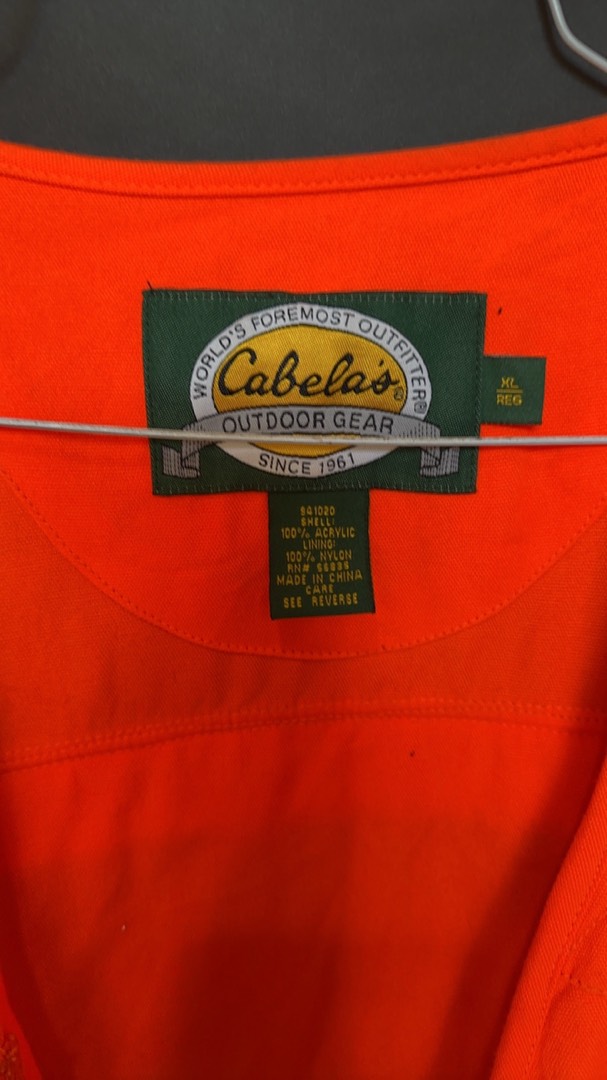 WORLD'S FOREMOST OUTFITTER®
Cabela's®
OUTDOOR GEAR
SINCE 1961
XL
REG
SHELL:
100% ACRYLIC
LINING:
100% NYLON
RN#
MADE IN CHINA
CARE
SEE REVERSE